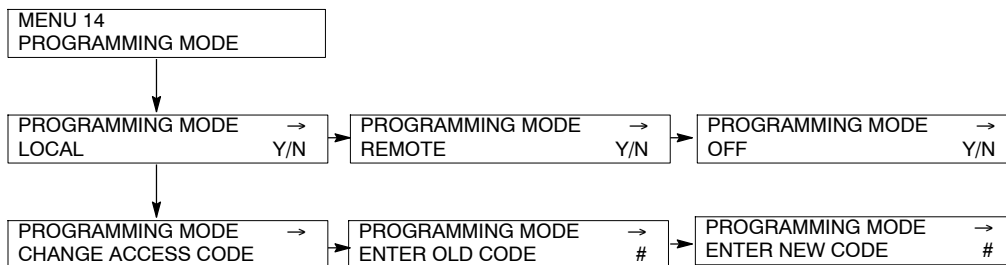 MENU 14
PROGRAMMING MODE
PROGRAMMING MODE →
LOCAL Y/N
PROGRAMMING MODE →
REMOTE Y/N
PROGRAMMING MODE →
OFF Y/N
PROGRAMMING MODE →
CHANGE ACCESS CODE
PROGRAMMING MODE →
ENTER OLD CODE #
PROGRAMMING MODE →
ENTER NEW CODE #